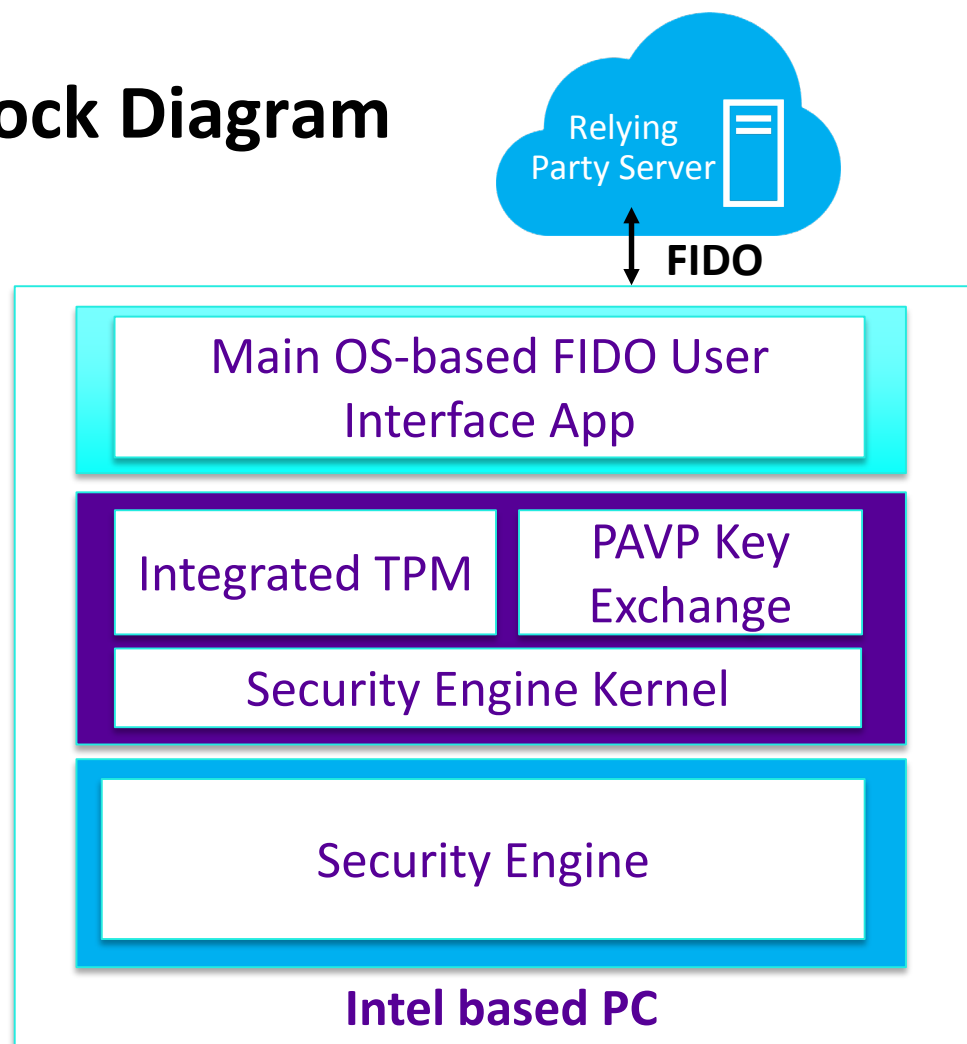 ock Diagram
Relying
Party Server
FIDO
Main OS-based FIDO User
Interface App
Integrated TPM
PAVP Key
Exchange
Security Engine Kernel
Security Engine
Intel based PC